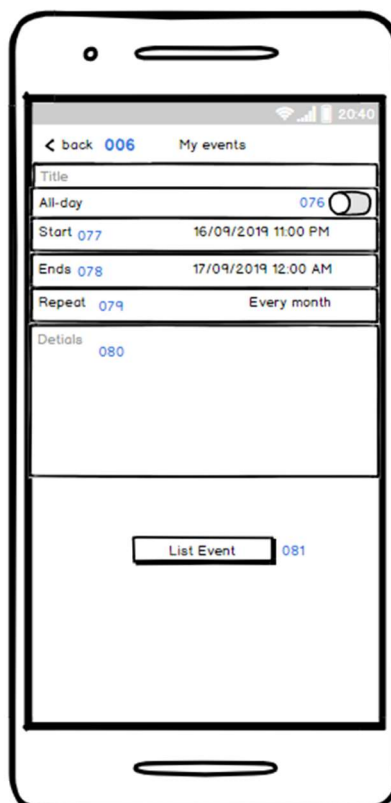 20:40
back 006 My events
Title
All-day 076
Start 077 16/09/2019 11:00 PM
Ends 078 17/09/2019 12:00 AM
Repeat 079 Every month
Detials 080
List Event 081